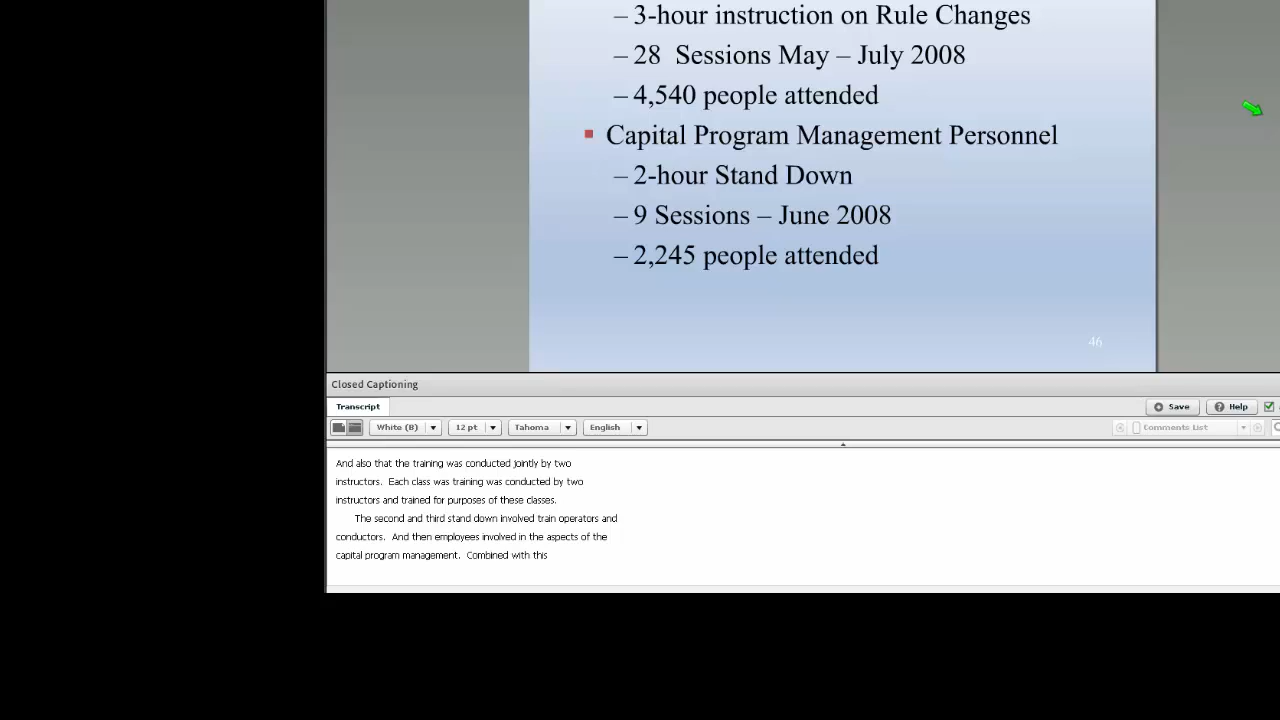 – 3-hour instruction on Rule Changes
– 28 Sessions May – July 2008
– 4,540 people attended
Capital Program Management Personnel
– 2-hour Stand Down
– 9 Sessions – June 2008
– 2,245 people attended
46
Closed Captioning
Transcript
Save
Help
White (B)
12 pt
Tahoma
English
Comments List
And also that the training was conducted jointly by two
instructors. Each class was training was conducted by two
instructors and trained for purposes of these classes.
The second and third stand down involved train operators and
conductors. And then employees involved in the aspects of the
capital program management. Combined with this